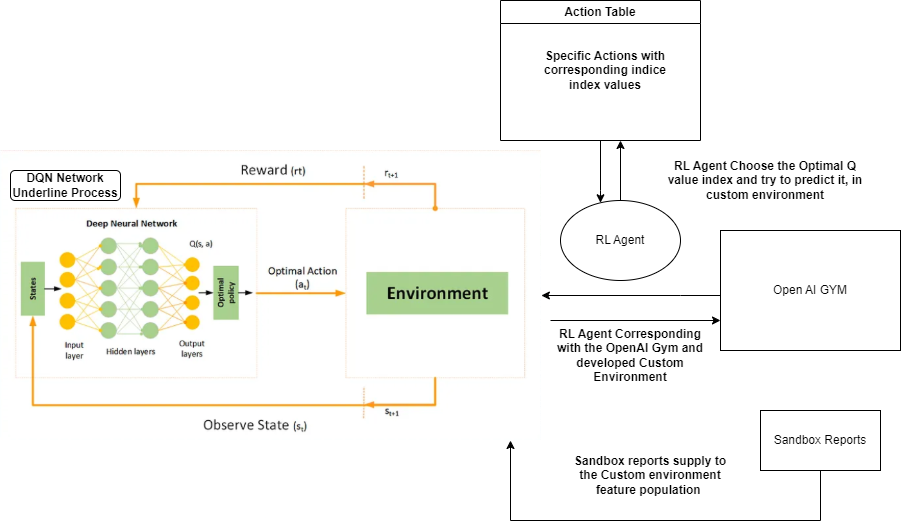 Action Table
Specific Actions with
corresponding indice
index values
DQN Network
Underline Process
Reward (rt)
rt+1
RL Agent Choose the Optimal Q
value index and try to predict it, in
custom environment
Deep Neural Network
Q(s, a)
States
Optimal
policy
Input
layer
Hidden layers
Output
layers
Optimal Action
(at)
Environment
RL Agent
Open AI GYM
RL Agent Corresponding
with the OpenAI Gym and
developed Custom
Environment
st+1
Observe State (st)
Sandbox Reports
Sandbox reports supply to
the Custom environment
feature population